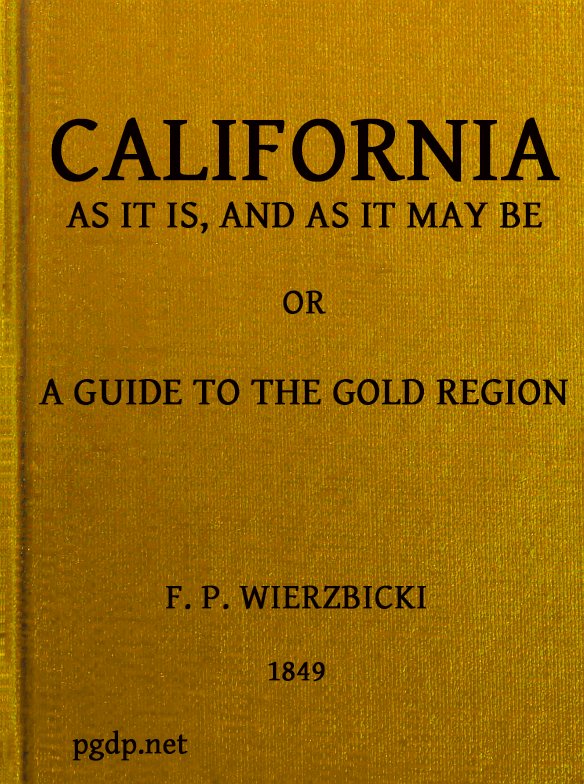 CALIFORNIA
AS IT IS, AND AS IT MAY BE
OR
A GUIDE TO THE GOLD REGION
F. P. WIERZBICKI
1849
pgdp.net